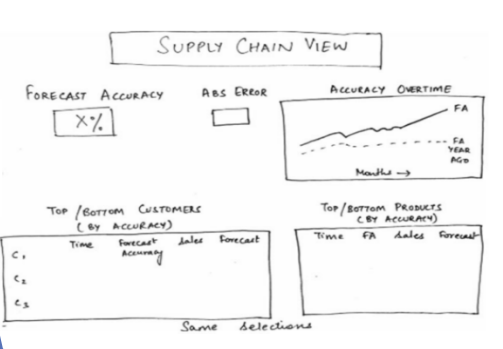 SUPPLY CHAIN VIEW
FORECAST ACCURACY
X%
ABS ERROR
ACCURACY OVERTIME
FA
FA
YEAR
AGO
Months →
TOP/BOTTOM CUSTOMERS
(BY ACCURACY)
Time Forecast Sales Forecast
Accuracy
C1
C2
C3
TOP/BOTTOM PRODUCTS
(BY ACCURACY)
Time FA Sales Forecast
Same selections